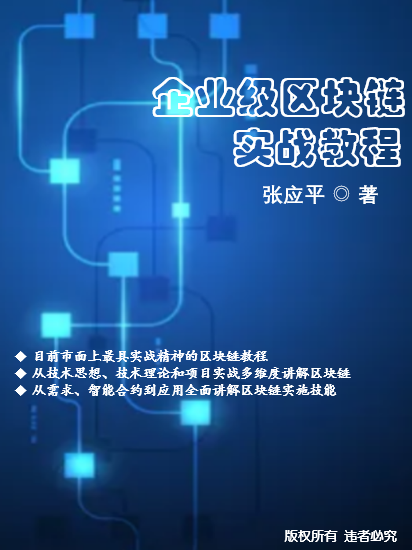 企业级区块链
实战教程
张应平 ◎ 著
◆ 目前市面上最具实战精神的区块链教程
◆ 从技术思想、技术理论和项目实战多维度讲解区块链
◆ 从需求、智能合约到应用全面讲解区块链实施技能
版权所有 违者必究